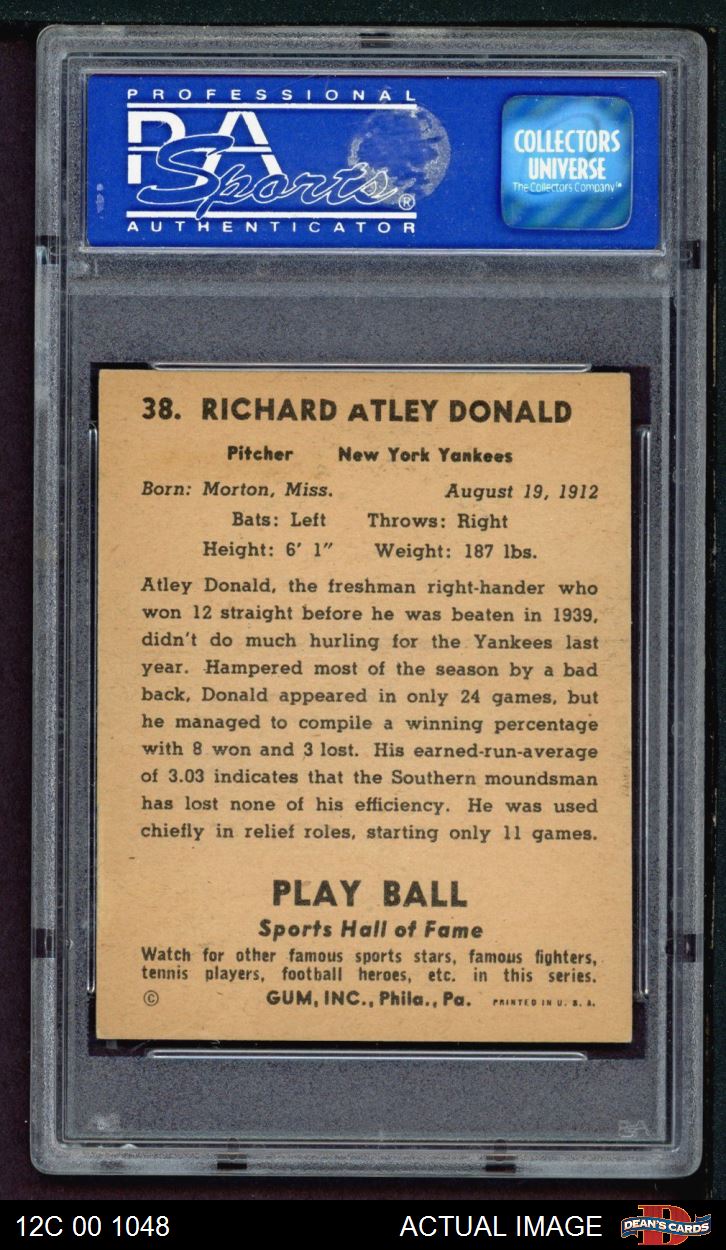 PROFESSIONAL
PSA
Sports ®
AUTHENTICATOR
COLLECTORS
UNIVERSE
The Collectors Company™
38. RICHARD ATLEY DONALD
Pitcher New York Yankees
Born: Morton, Miss. August 19, 1912
Bats: Left Throws: Right
Height: 6' 1" Weight: 187 lbs.
Atley Donald, the freshman right-hander who
won 12 straight before he was beaten in 1939,
didn't do much hurling for the Yankees last
year. Hampered most of the season by a bad
back, Donald appeared in only 24 games, but
he managed to compile a winning percentage
with 8 won and 3 lost. His earned-run-average
of 3.03 indicates that the Southern moundsman
has lost none of his efficiency. He was used
chiefly in relief roles, starting only 11 games.
PLAY BALL
Sports Hall of Fame
Watch for other famous sports stars, famous fighters,
tennis players, football heroes, etc. in this series.
© GUM, INC., Phila., Pa. PRINTED IN U. S. A.
PSA
12C 00 1048 ACTUAL IMAGE DEAN'S CARDS